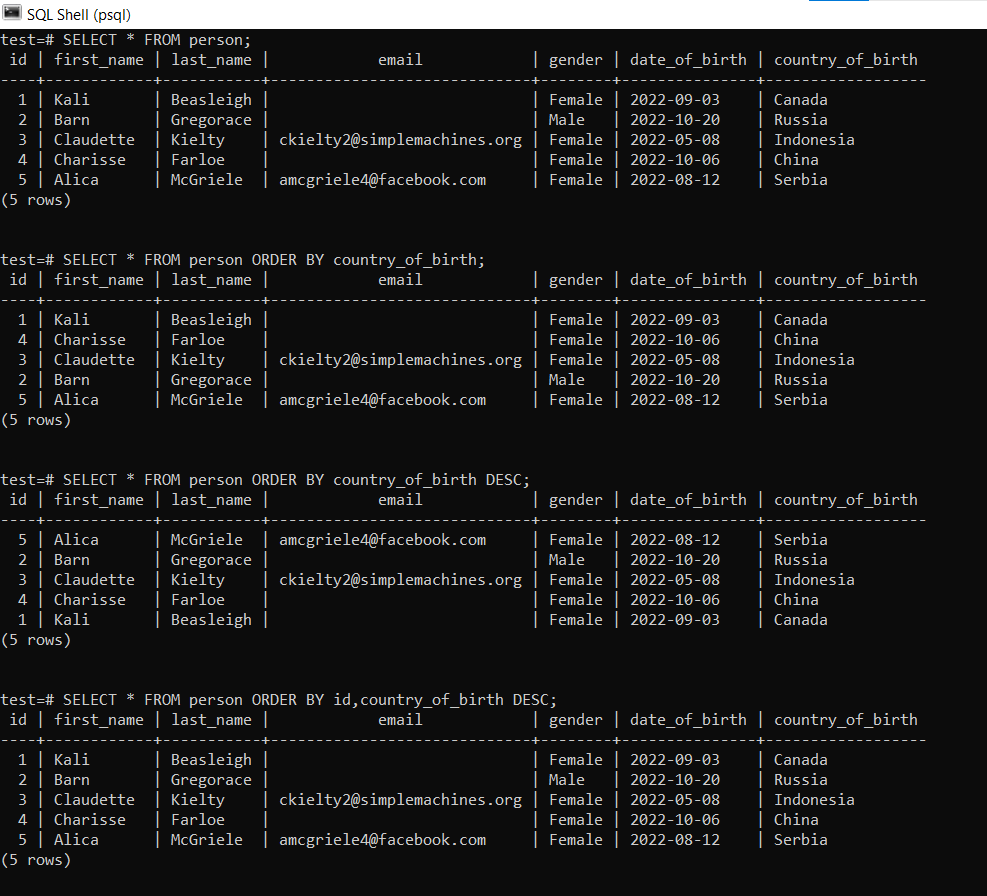 SQL Shell (psql)
test=# SELECT * FROM person;
 id | first_name | last_name |            email            | gender | date_of_birth | country_of_birth
----+------------+-----------+-----------------------------+--------+---------------+------------------
  1 | Kali       | Beasleigh |                             | Female | 2022-09-03    | Canada
  2 | Barn       | Gregorace |                             | Male   | 2022-10-20    | Russia
  3 | Claudette  | Kielty    | ckielty2@simplemachines.org | Female | 2022-05-08    | Indonesia
  4 | Charisse   | Farloe    |                             | Female | 2022-10-06    | China
  5 | Alica      | McGriele  | amcgriele4@facebook.com     | Female | 2022-08-12    | Serbia
(5 rows)
test=# SELECT * FROM person ORDER BY country_of_birth;
 id | first_name | last_name |            email            | gender | date_of_birth | country_of_birth
----+------------+-----------+-----------------------------+--------+---------------+------------------
  1 | Kali       | Beasleigh |                             | Female | 2022-09-03    | Canada
  4 | Charisse   | Farloe    |                             | Female | 2022-10-06    | China
  3 | Claudette  | Kielty    | ckielty2@simplemachines.org | Female | 2022-05-08    | Indonesia
  2 | Barn       | Gregorace |                             | Male   | 2022-10-20    | Russia
  5 | Alica      | McGriele  | amcgriele4@facebook.com     | Female | 2022-08-12    | Serbia
(5 rows)
test=# SELECT * FROM person ORDER BY country_of_birth DESC;
 id | first_name | last_name |            email            | gender | date_of_birth | country_of_birth
----+------------+-----------+-----------------------------+--------+---------------+------------------
  5 | Alica      | McGriele  | amcgriele4@facebook.com     | Female | 2022-08-12    | Serbia
  2 | Barn       | Gregorace |                             | Male   | 2022-10-20    | Russia
  3 | Claudette  | Kielty    | ckielty2@simplemachines.org | Female | 2022-05-08    | Indonesia
  4 | Charisse   | Farloe    |                             | Female | 2022-10-06    | China
  1 | Kali       | Beasleigh |                             | Female | 2022-09-03    | Canada
(5 rows)
test=# SELECT * FROM person ORDER BY id,country_of_birth DESC;
 id | first_name | last_name |            email            | gender | date_of_birth | country_of_birth
----+------------+-----------+-----------------------------+--------+---------------+------------------
  1 | Kali       | Beasleigh |                             | Female | 2022-09-03    | Canada
  2 | Barn       | Gregorace |                             | Male   | 2022-10-20    | Russia
  3 | Claudette  | Kielty    | ckielty2@simplemachines.org | Female | 2022-05-08    | Indonesia
  4 | Charisse   | Farloe    |                             | Female | 2022-10-06    | China
  5 | Alica      | McGriele  | amcgriele4@facebook.com     | Female | 2022-08-12    | Serbia
(5 rows)